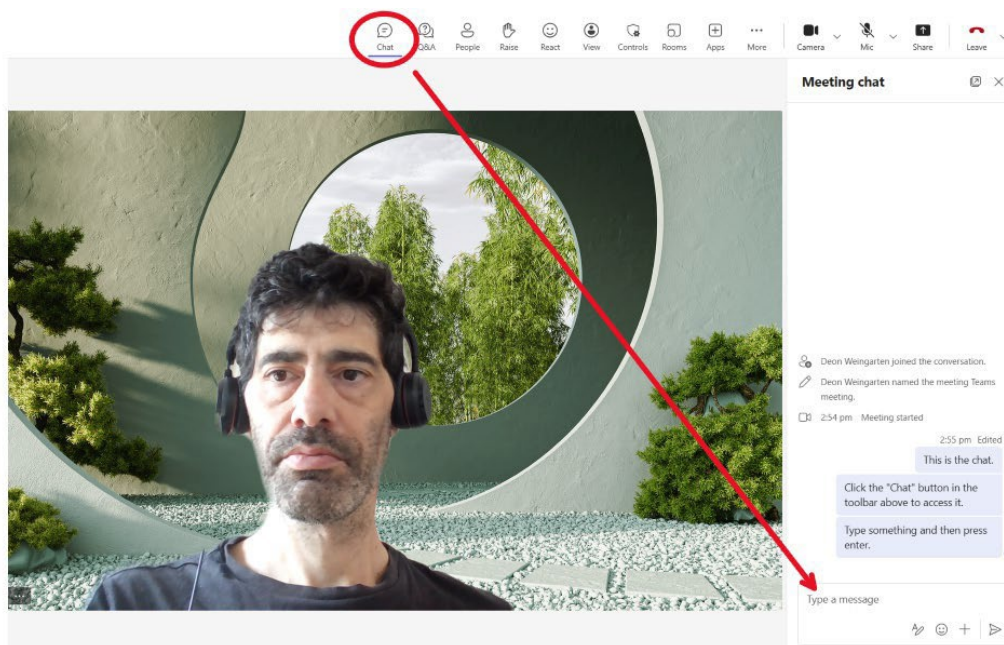 Chat
Q&A
People
Raise
React
View
Controls
Rooms
Apps
More
Camera
Mic
Share
Leave
Meeting chat
Deon Weingarten joined the conversation.
Deon Weingarten named the meeting Teams
meeting.
2:54 pm Meeting started
2:55 pm Edited
This is the chat.
Click the "Chat" button in the
toolbar above to access it.
Type something and then press
enter.
Type a message